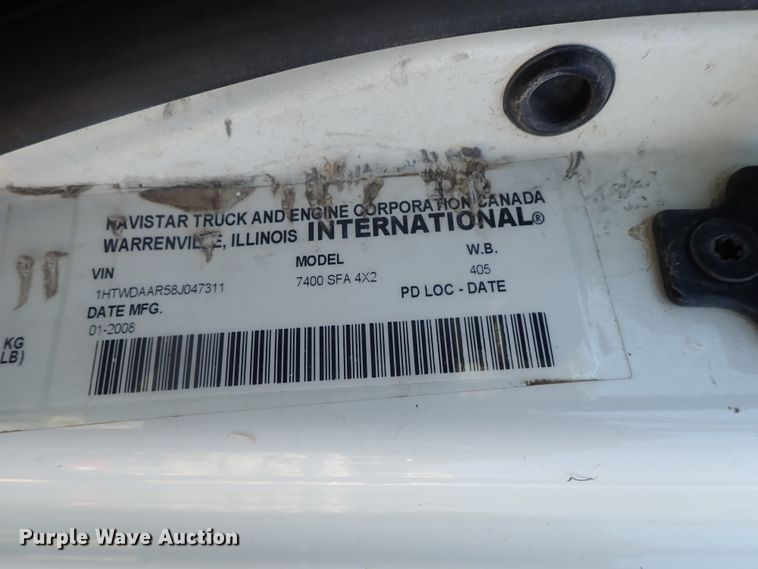 NAVISTAR TRUCK AND ENGINE CORPORATION CANADA
WARRENVILLE, ILLINOIS INTERNATIONAL®
VIN MODEL W.B.
1HTWDAAR58J047311 7400 SFA 4X2 405
DATE MFG. PD LOC - DATE
01-2008
KG
LB)
Purple Wave Auction